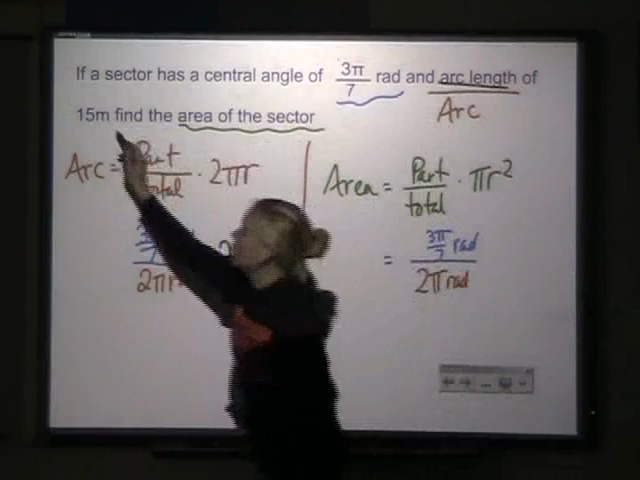 If a sector has a central angle of 3π/7 rad and arc length of
15m find the area of the sector
Arc
Arc = Part/total · 2πr
Area = Part/total · πr²
= 3π/7 rad / 2π rad